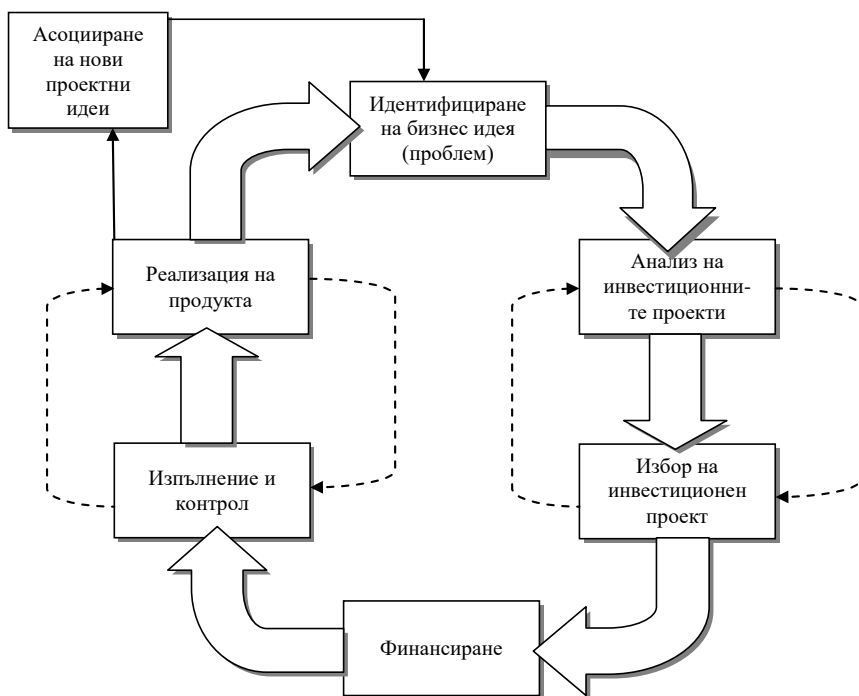 Асоцииране
на нови
проектни
идеи
Идентифициране
на бизнес идея
(проблем)
Реализация на
продукта
Анализ на
инвестиционни-
те проекти
Изпълнение и
контрол
Избор на
инвестиционен
проект
Финансиране